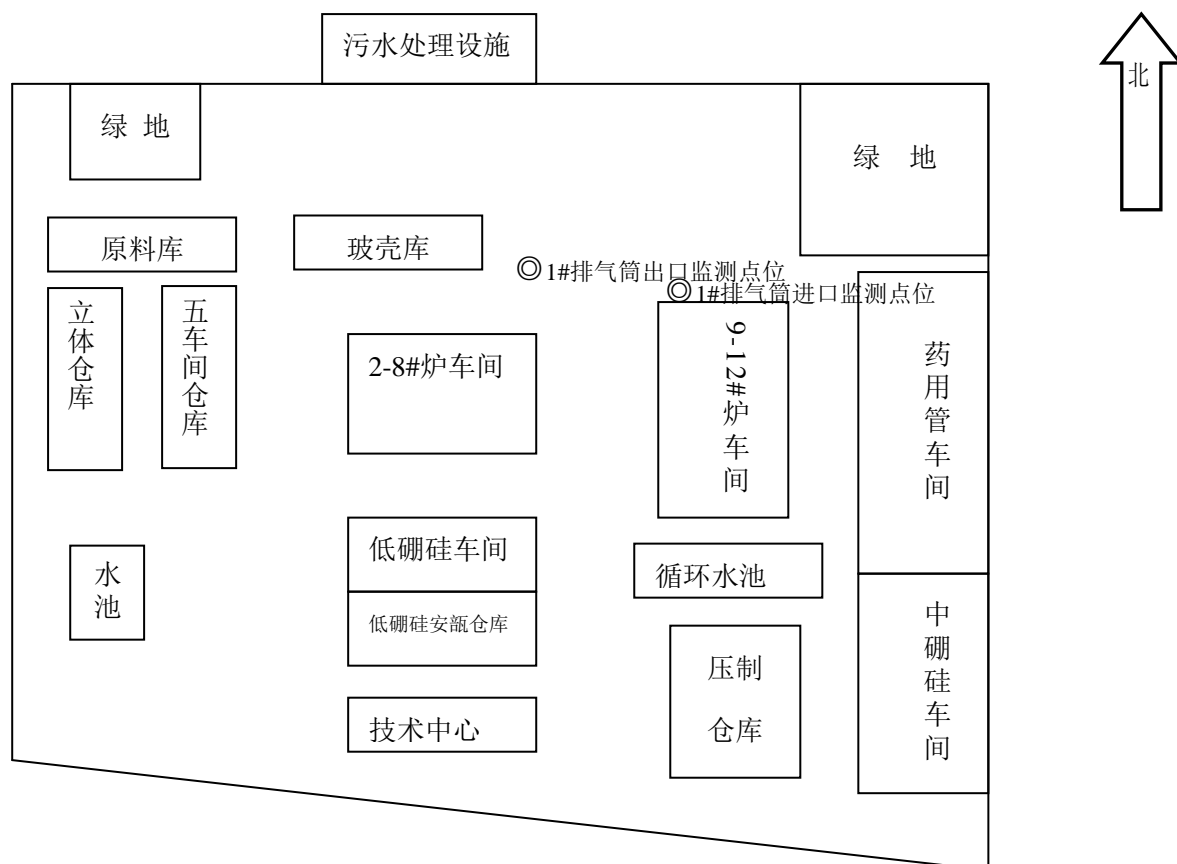 污水处理设施
北
绿 地
绿 地
原料库
玻壳库
◎1#排气筒出口监测点位
◎1#排气筒进口监测点位
立体仓库
五车间仓库
2-8#炉车间
9-12#炉车间
药用管车间
低硼硅车间
水池
循环水池
低硼硅安瓿仓库
中硼硅车间
压制
仓库
技术中心